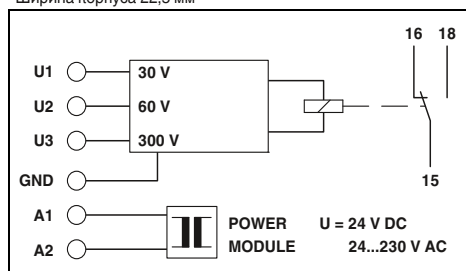 Ширина корпуса 22,5 мм
16 18
U1 30 V
U2 60 V
U3 300 V
GND
15
A1
POWER U = 24 V DC
A2 MODULE 24...230 V AC